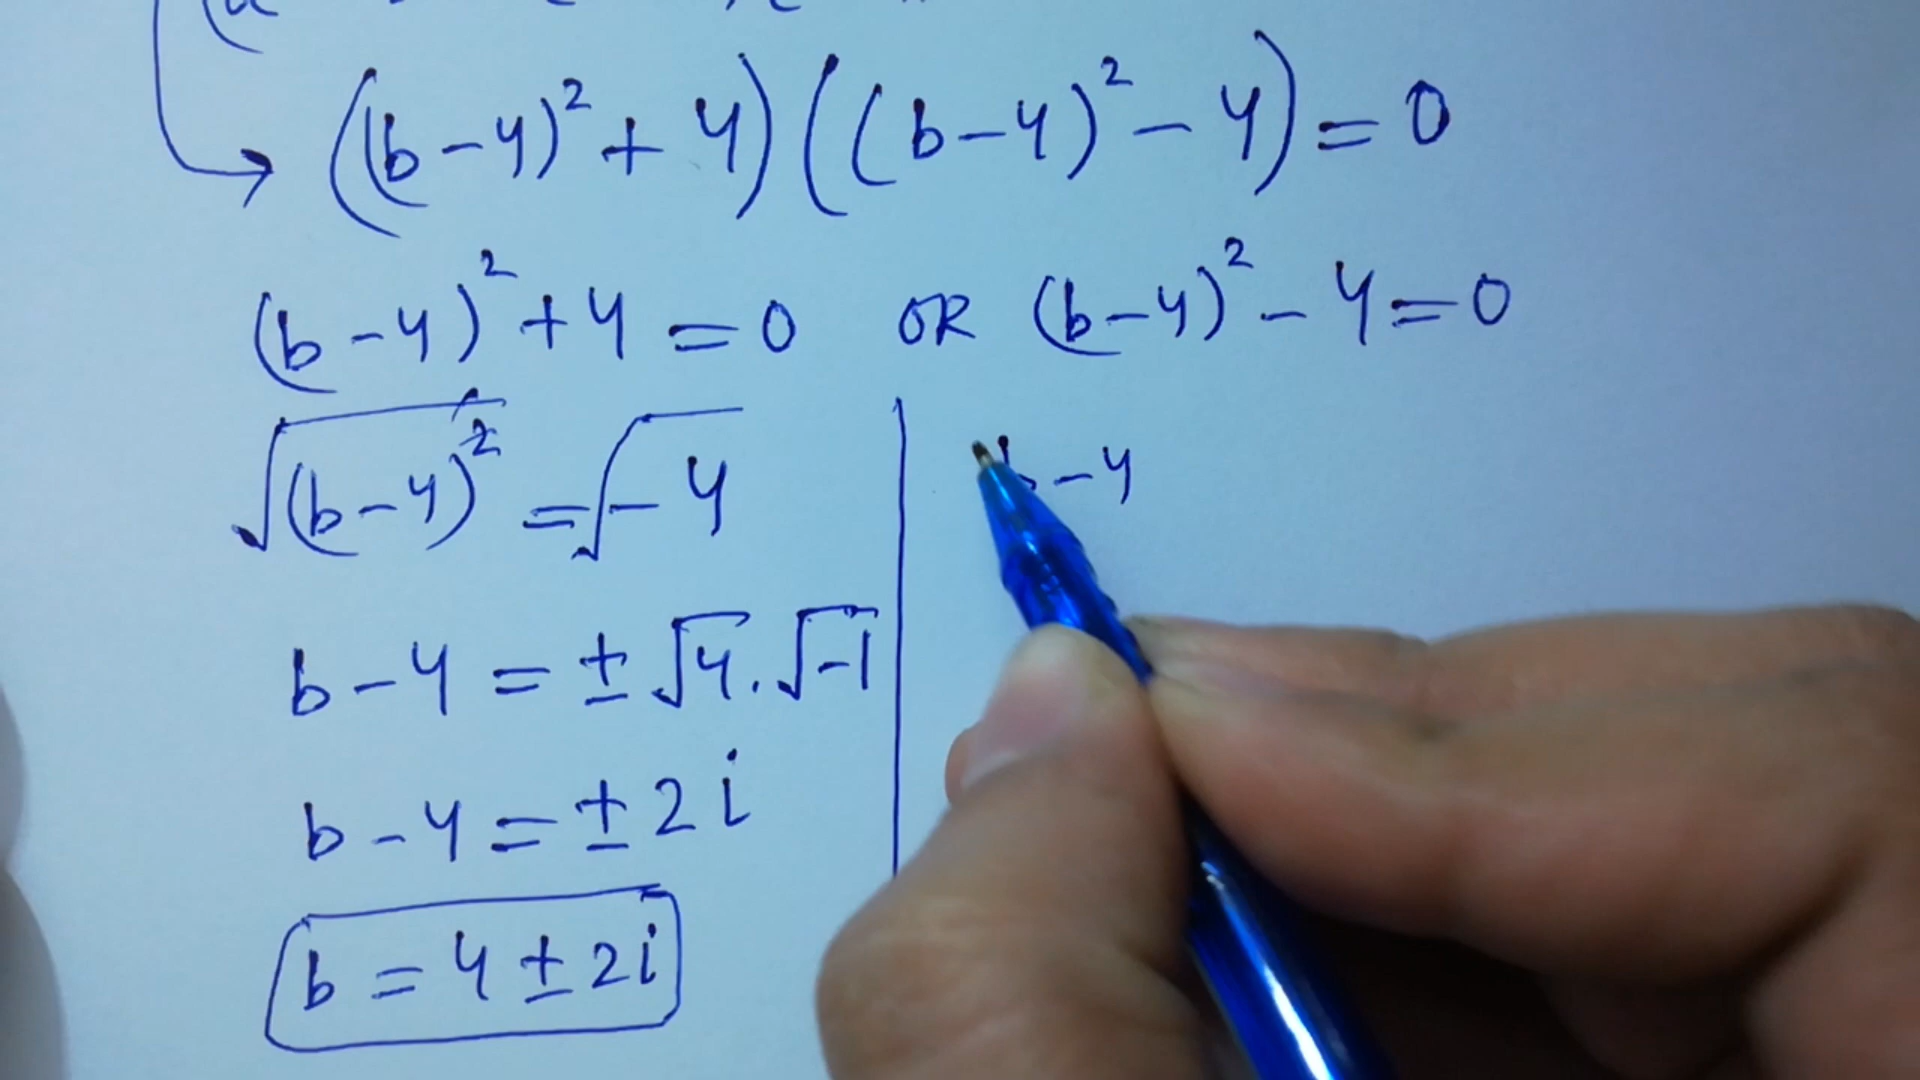 ((b-4)²+4)((b-4)²-4)=0
(b-4)²+4=0 OR (b-4)²-4=0
√(b-4)²=√-4
b-4
b-4=±√4.√-1
b-4=±2i
b=4±2i